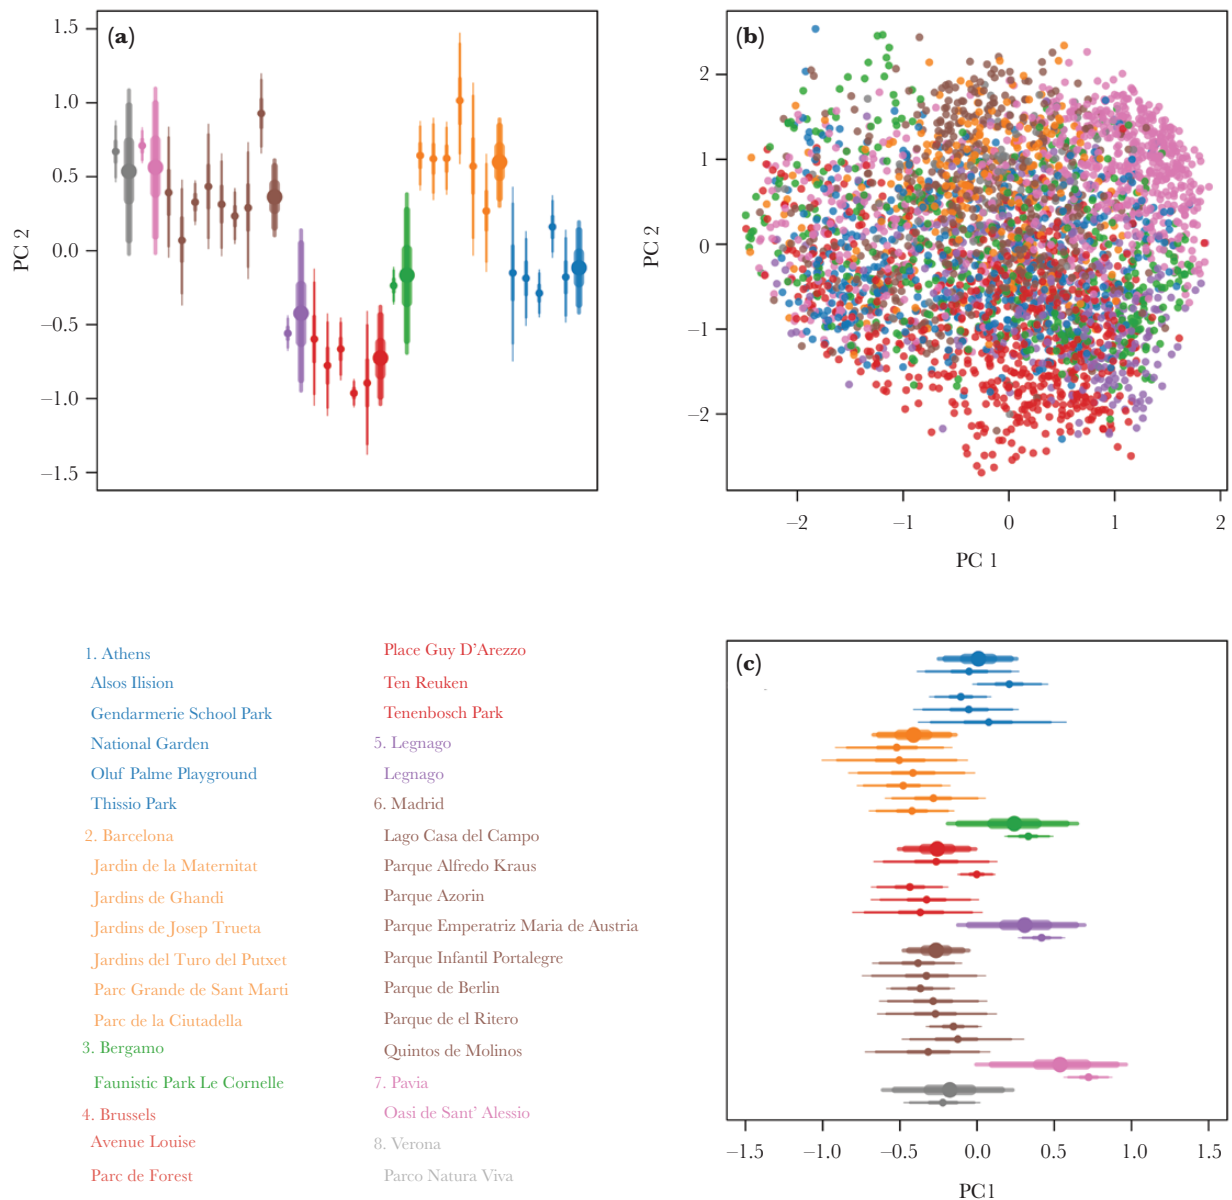 (a)
1.5
1.0
0.5
0.0
−0.5
−1.0
−1.5
PC 2
(b)
2
1
0
−1
−2
PC 2
−2 −1 0 1 2
PC 1
1. Athens
Alsos Ilision
Gendarmerie School Park
National Garden
Oluf Palme Playground
Thissio Park
2. Barcelona
Jardin de la Maternitat
Jardins de Ghandi
Jardins de Josep Trueta
Jardins del Turo del Putxet
Parc Grande de Sant Marti
Parc de la Ciutadella
3. Bergamo
Faunistic Park Le Cornelle
4. Brussels
Avenue Louise
Parc de Forest
Place Guy D’Arezzo
Ten Reuken
Tenenbosch Park
5. Legnago
Legnago
6. Madrid
Lago Casa del Campo
Parque Alfredo Kraus
Parque Azorin
Parque Emperatriz Maria de Austria
Parque Infantil Portalegre
Parque de Berlin
Parque de el Ritero
Quintos de Molinos
7. Pavia
Oasi de Sant’ Alessio
8. Verona
Parco Natura Viva
(c)
−1.5 −1.0 −0.5 0.0 0.5 1.0 1.5
PC1